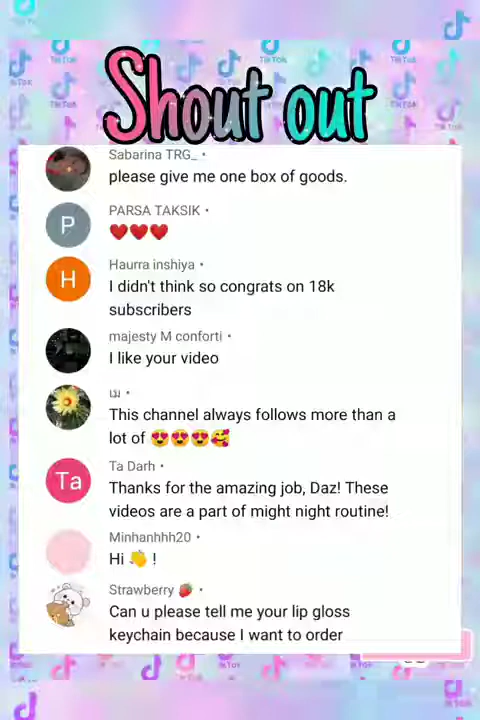 Shout out
Sabarina TRG_ •
please give me one box of goods.
P
PARSA TAKSIK •
❤️❤️❤️
H
Haurra inshiya •
I didn't think so congrats on 18k
subscribers
majesty M conforti •
I like your video
This channel always follows more than a
lot of 😍😍😍🥰
Ta
Ta Darh •
Thanks for the amazing job, Daz! These
videos are a part of might night routine!
Minhanhhh20 •
Hi 👏 !
Strawberry 🍓 •
Can u please tell me your lip gloss
keychain because I want to order